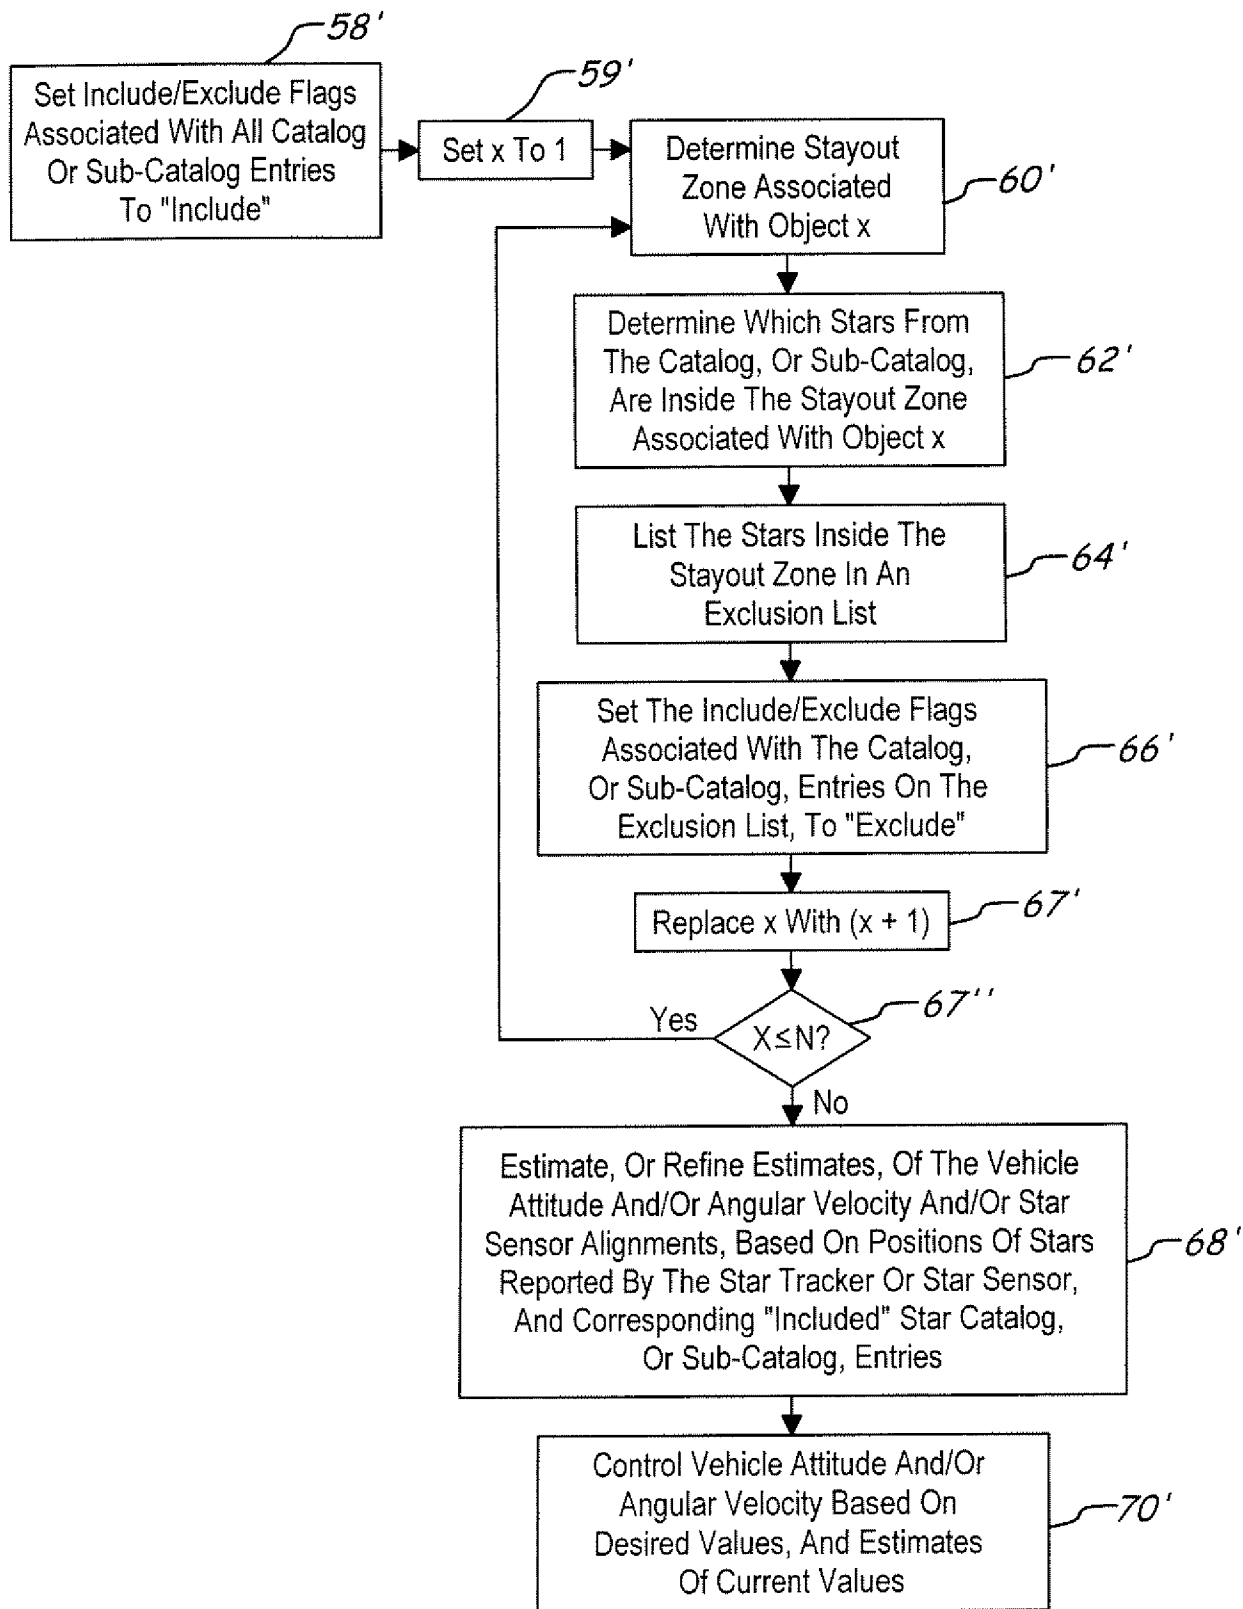 58'
Set Include/Exclude Flags
Associated With All Catalog
Or Sub-Catalog Entries
To "Include"
59'
Set x To 1
Determine Stayout
Zone Associated
With Object x
60'
Determine Which Stars From
The Catalog, Or Sub-Catalog,
Are Inside The Stayout Zone
Associated With Object x
62'
List The Stars Inside The
Stayout Zone In An
Exclusion List
64'
Set The Include/Exclude Flags
Associated With The Catalog,
Or Sub-Catalog, Entries On The
Exclusion List, To "Exclude"
66'
Replace x With (x + 1)
67'
X≤N?
67''
Yes
No
Estimate, Or Refine Estimates, Of The Vehicle
Attitude And/Or Angular Velocity And/Or Star
Sensor Alignments, Based On Positions Of Stars
Reported By The Star Tracker Or Star Sensor,
And Corresponding "Included" Star Catalog,
Or Sub-Catalog, Entries
68'
Control Vehicle Attitude And/Or
Angular Velocity Based On
Desired Values, And Estimates
Of Current Values
70'